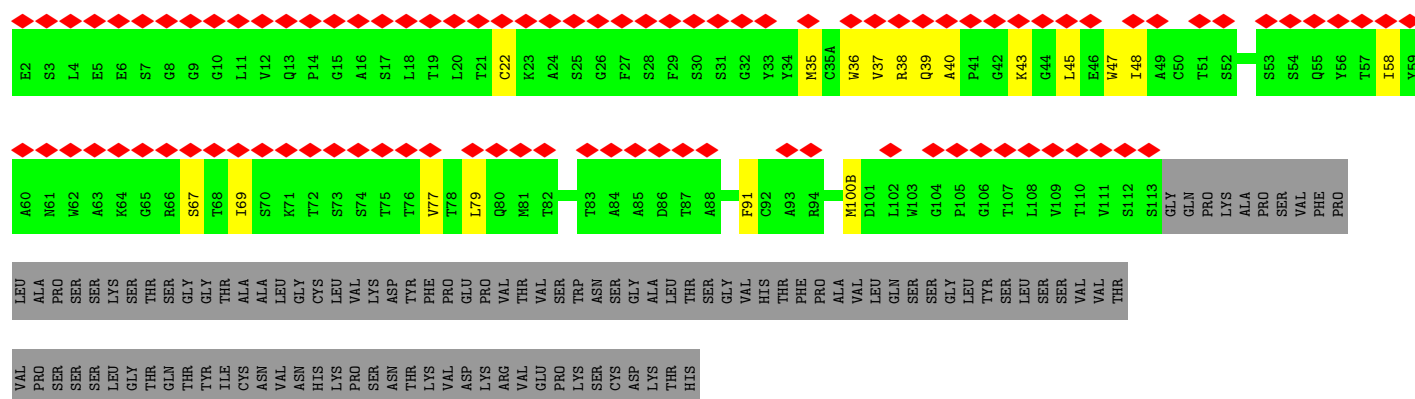 E2 S3 L4 E5 E6 S7 G8 G9 G10 L11 V12 Q13 P14 G15 A16 S17 L18 T19 L20 T21 C22 K23 A24 S25 G26 F27 S28 F29 S30 S31 G32 Y33 Y34 M35 C35A W36 V37 R38 Q39 A40 P41 G42 K43 G44 L45 E46 W47 I48 A49 C50 T51 S52 S53 S54 Q55 Y56 T57 I58 Y59
A60 N61 W62 A63 K64 G65 R66 S67 T68 I69 S70 K71 T72 S73 S74 T75 T76 V77 T78 L79 Q80 M81 T82 T83 A84 A85 D86 T87 A88 F91 C92 A93 R94 M100B D101 L102 W103 G104 P105 G106 T107 L108 V109 T110 V111 S112 S113 GLY GLN PRO LYS ALA PRO SER VAL PHE PRO
LEU ALA PRO SER SER LYS SER THR SER GLY GLY THR ALA ALA LEU GLY CYS LEU VAL LYS ASP TYR PHE PRO GLU PRO VAL THR VAL SER TRP ASN SER GLY ALA LEU THR SER GLY VAL HIS THR PHE PRO ALA VAL LEU GLN SER SER GLY LEU TYR SER LEU SER SER VAL VAL THR
VAL PRO SER SER SER LEU GLY THR GLN THR TYR ILE CYS ASN VAL ASN HIS LYS PRO SER ASN THR LYS VAL ASP LYS ARG VAL GLU PRO LYS SER CYS ASP LYS THR HIS